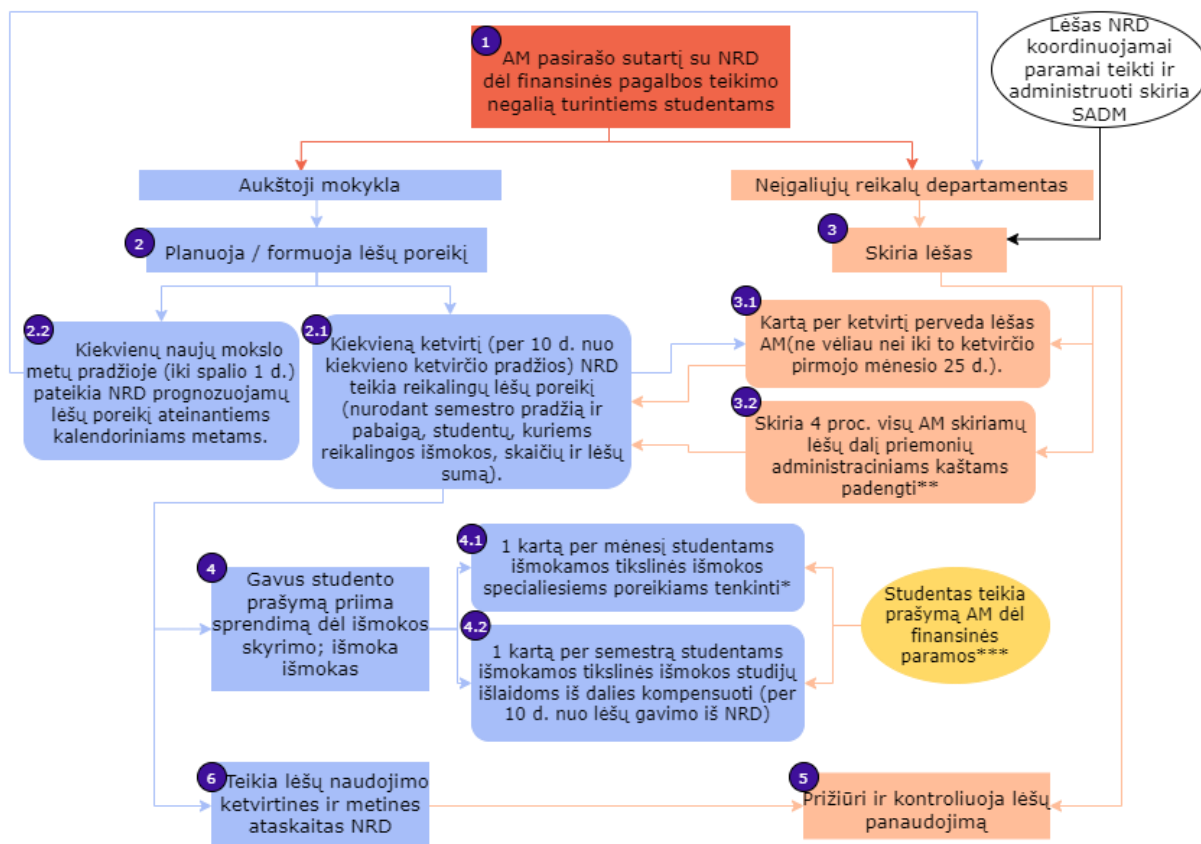 1
AM pasirašo sutartį su NRD
dėl finansinės pagalbos teikimo
negalią turintiems studentams
Lėšas NRD
koordinuojamai
paramai teikti ir
administruoti skiria
SADM
Aukštoji mokykla
Neįgaliųjų reikalų departamentas
2
Planuoja / formuoja lėšų poreikį
3
Skiria lėšas
2.2
Kiekvienų naujų mokslo
metų pradžioje (iki spalio 1 d.)
pateikia NRD prognozuojamų
lėšų poreikį ateinantiems
kalendoriniams metams.
2.1
Kiekvieną ketvirtį (per 10 d. nuo
kiekvieno ketvirčio pradžios) NRD
teikia reikalingų lėšų poreikį
(nurodant semestro pradžią ir
pabaigą, studentų, kuriems
reikalingos išmokos, skaičių ir lėšų
sumą).
3.1
Kartą per ketvirtį perveda lėšas
AM(ne vėliau nei iki to ketvirčio
pirmojo mėnesio 25 d.).
3.2
Skiria 4 proc. visų AM skiriamų
lėšų dalį priemonių
administraciniams kaštams
padengti**
4
Gavus studento
prašymą priima
sprendimą dėl išmokos
skyrimo; išmoka
išmokas
4.1
1 kartą per mėnesį studentams
išmokamos tikslinės išmokos
specialiesiems poreikiams tenkinti*
4.2
1 kartą per semestrą studentams
išmokamos tikslinės išmokos studijų
išlaidoms iš dalies kompensuoti (per
10 d. nuo lėšų gavimo iš NRD)
Studentas teikia
prašymą AM dėl
finansinės
paramos***
6
Teikia lėšų naudojimo
ketvirtines ir metines
ataskaitas NRD
5
Prižiūri ir kontroliuoja lėšų
panaudojimą